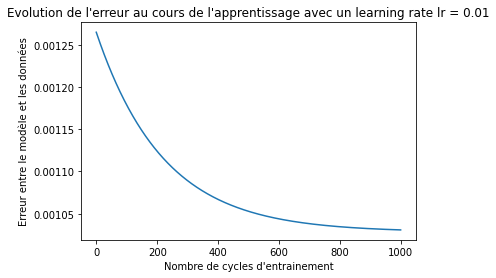 Evolution de l'erreur au cours de l'apprentissage avec un learning rate lr = 0.01
Erreur entre le modèle et les données
0.00125
0.00120
0.00115
0.00110
0.00105
0 200 400 600 800 1000
Nombre de cycles d'entrainement